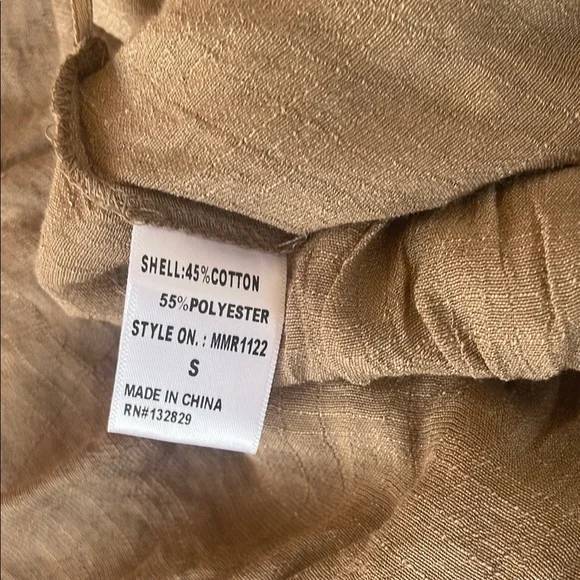 SHELL:45%COTTON
55%POLYESTER
STYLE ON. : MMR1122
S
MADE IN CHINA
RN#132829